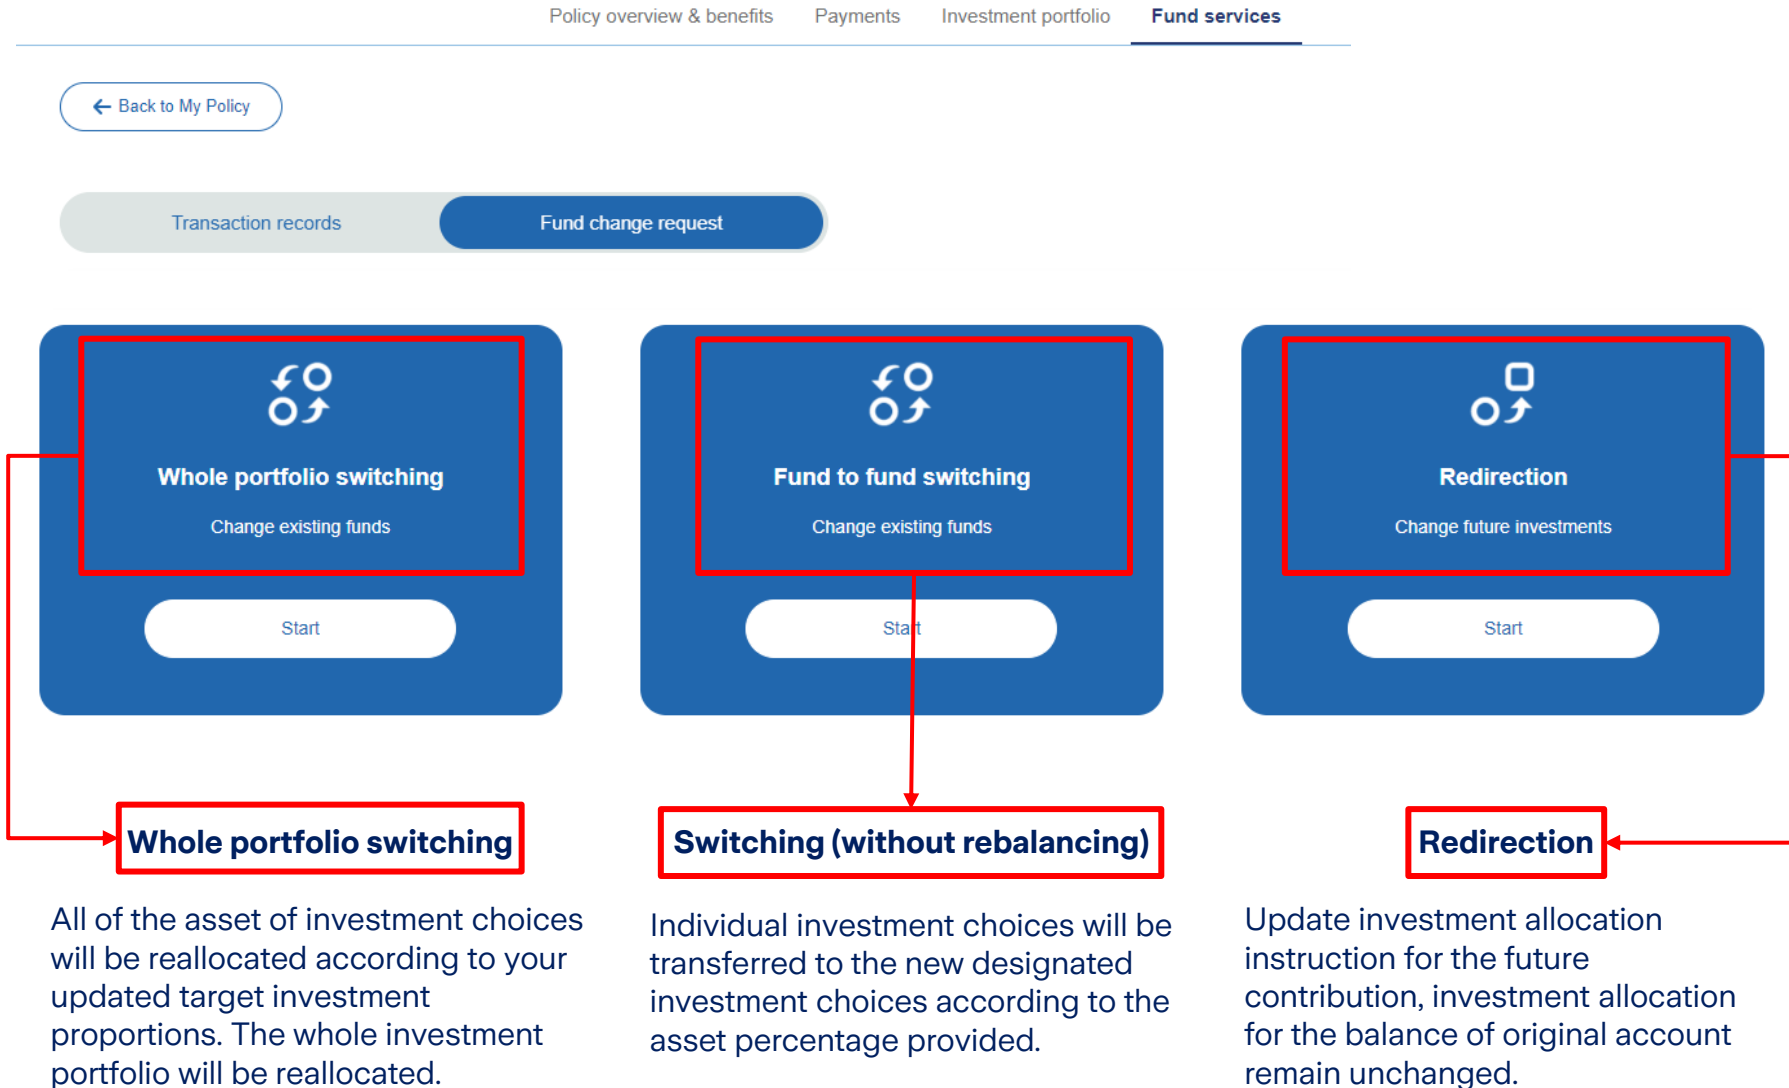 Policy overview & benefits Payments Investment portfolio Fund services
Back to My Policy
Transaction records Fund change request
Whole portfolio switching
Change existing funds
Start
Fund to fund switching
Change existing funds
Start
Redirection
Change future investments
Start
Whole portfolio switching
All of the asset of investment choices
will be reallocated according to your
updated target investment
proportions. The whole investment
portfolio will be reallocated.
Switching (without rebalancing)
Individual investment choices will be
transferred to the new designated
investment choices according to the
asset percentage provided.
Redirection
Update investment allocation
instruction for the future
contribution, investment allocation
for the balance of original account
remain unchanged.